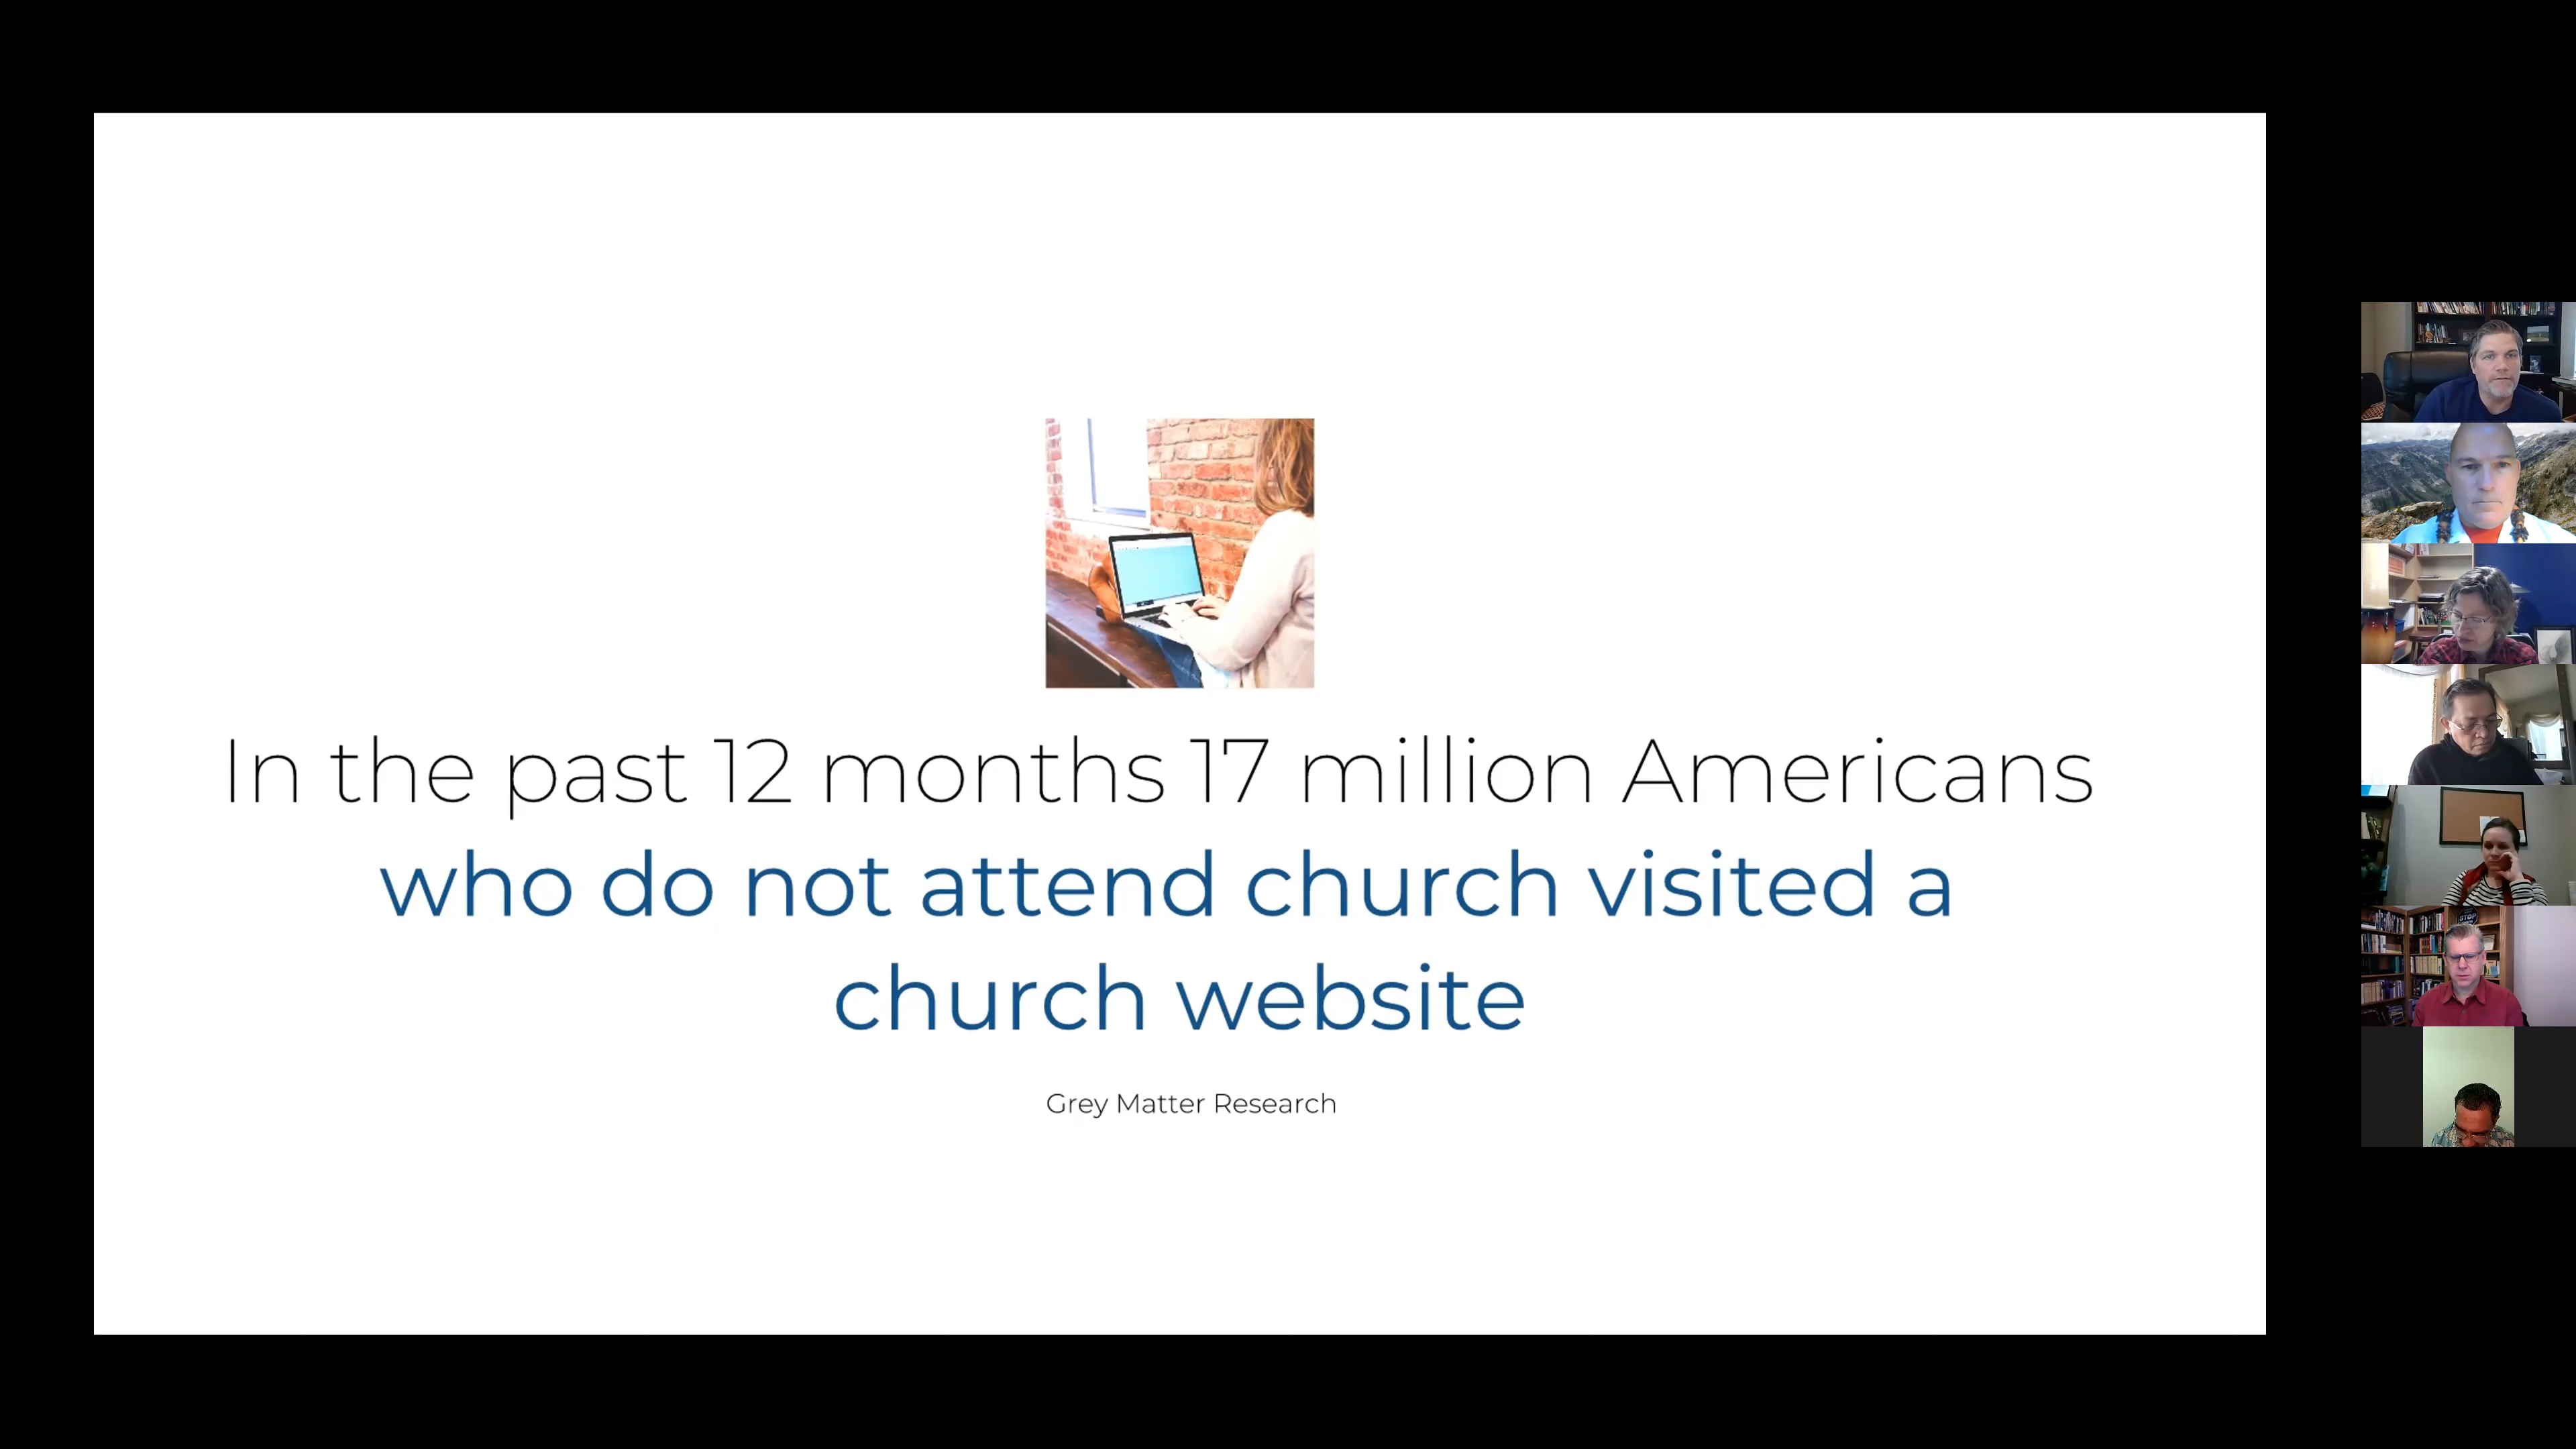 In the past 12 months 17 million Americans
who do not attend church visited a
church website
Grey Matter Research
STOP